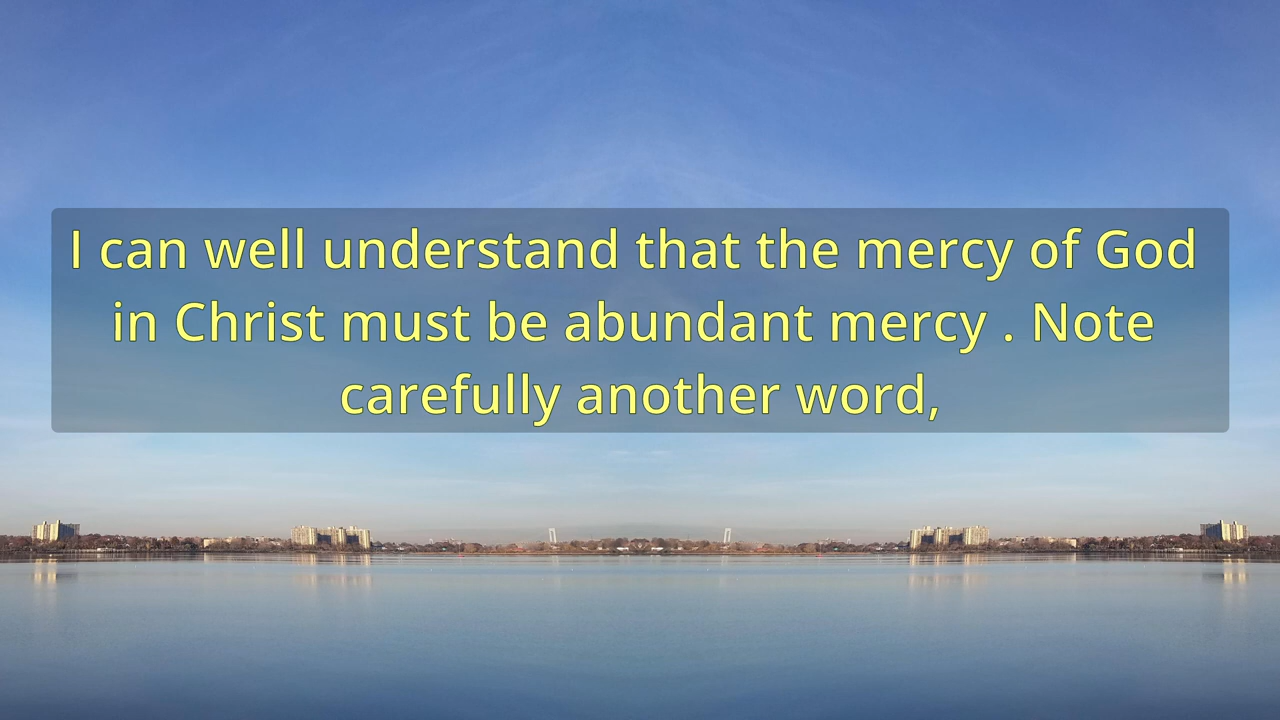 I can well understand that the mercy of God
in Christ must be abundant mercy . Note
carefully another word,